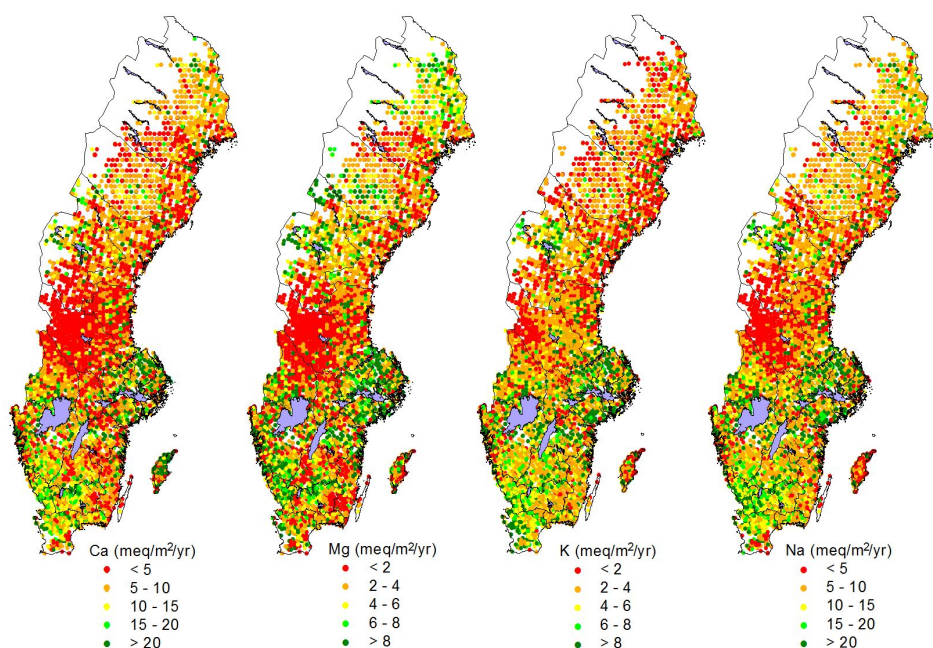 Ca (meq/m²/yr)
< 5
5 - 10
10 - 15
15 - 20
> 20
Mg (meq/m²/yr)
< 2
2 - 4
4 - 6
6 - 8
> 8
K (meq/m²/yr)
< 2
2 - 4
4 - 6
6 - 8
> 8
Na (meq/m²/yr)
< 5
5 - 10
10 - 15
15 - 20
> 20